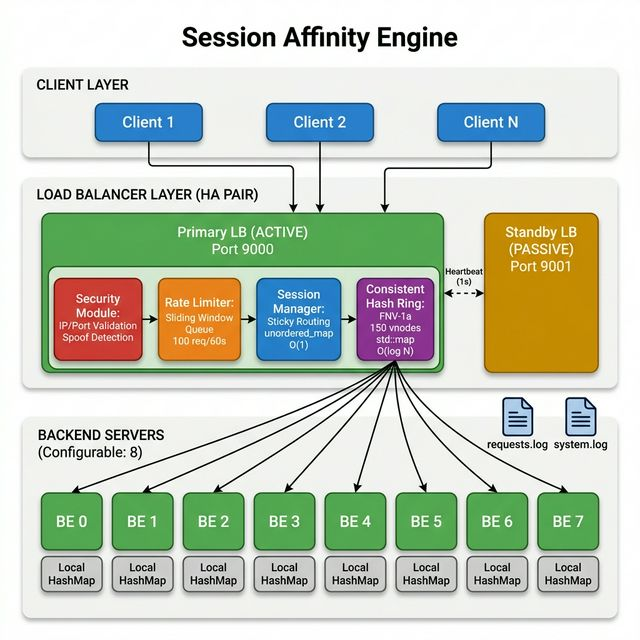 Session Affinity Engine
CLIENT LAYER
Client 1
Client 2
Client N
LOAD BALANCER LAYER (HA PAIR)
Primary LB (ACTIVE)
Port 9000
Security
Module:
IP/Port Validation
Spoof Detection
Rate Limiter:
Sliding Window
Queue
100 req/60s
Session
Manager:
Sticky Routing
unordered_map
O(1)
Consistent
Hash Ring:
FNV-1a
150 vnodes
std::map
O(log N)
Heartbeat
(1s)
Standby LB
(PASSIVE)
Port 9001
requests.log
system.log
BACKEND SERVERS
(Configurable: 8)
BE 0
BE 1
BE 2
BE 3
BE 4
BE 5
BE 6
BE 7
Local
HashMap
Local
HashMap
Local
HashMap
Local
HashMap
Local
HashMap
Local
HashMap
Local
HashMap
Local
HashMap